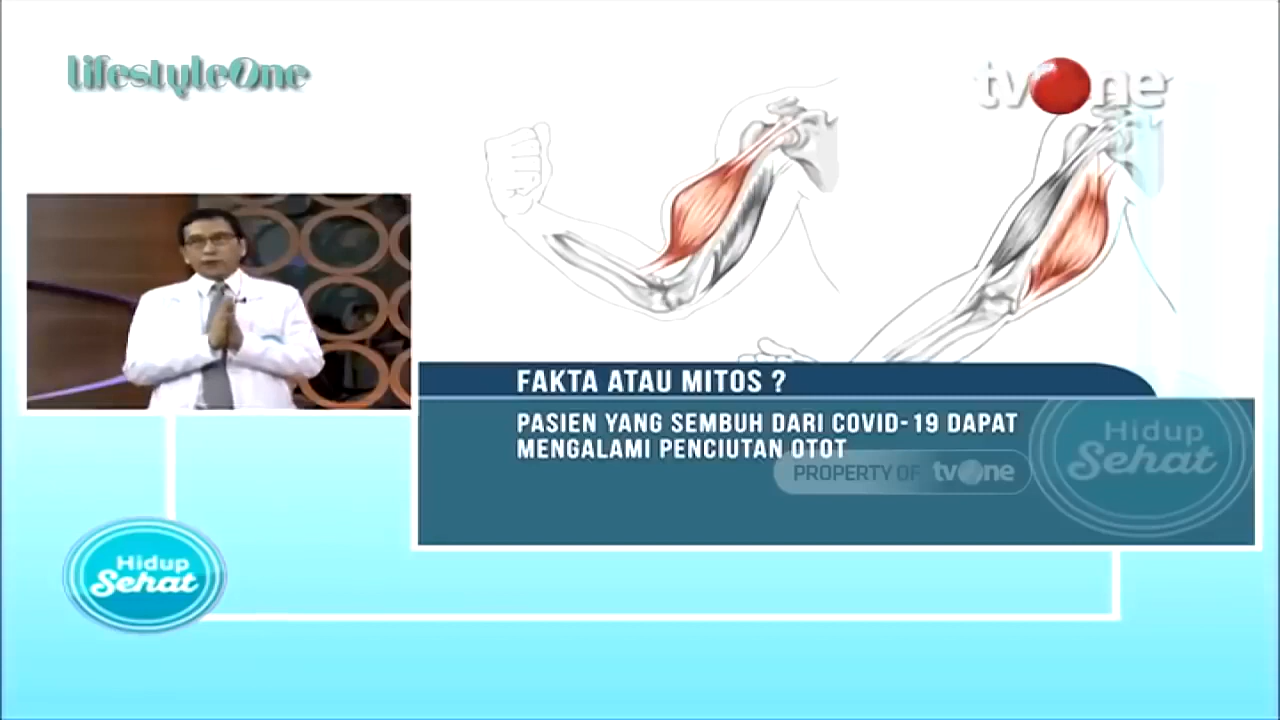 lifestyleOne
tvOne
FAKTA ATAU MITOS ?
PASIEN YANG SEMBUH DARI COVID-19 DAPAT
MENGALAMI PENCIUTAN OTOT
Hidup
Sehat
PROPERTY OF tvOne
Hidup
Sehat